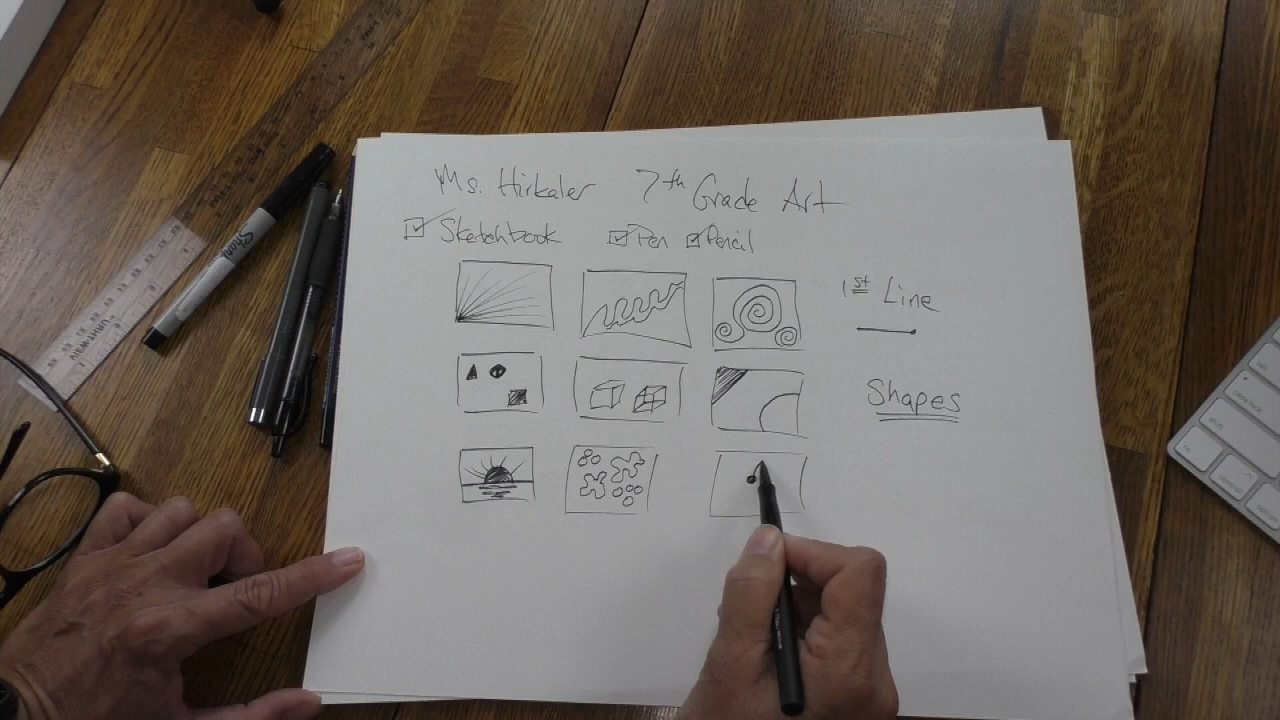 Ms. Hirkaler 7th Grade Art
Sketchbook Pen Pencil
1st Line
Shapes